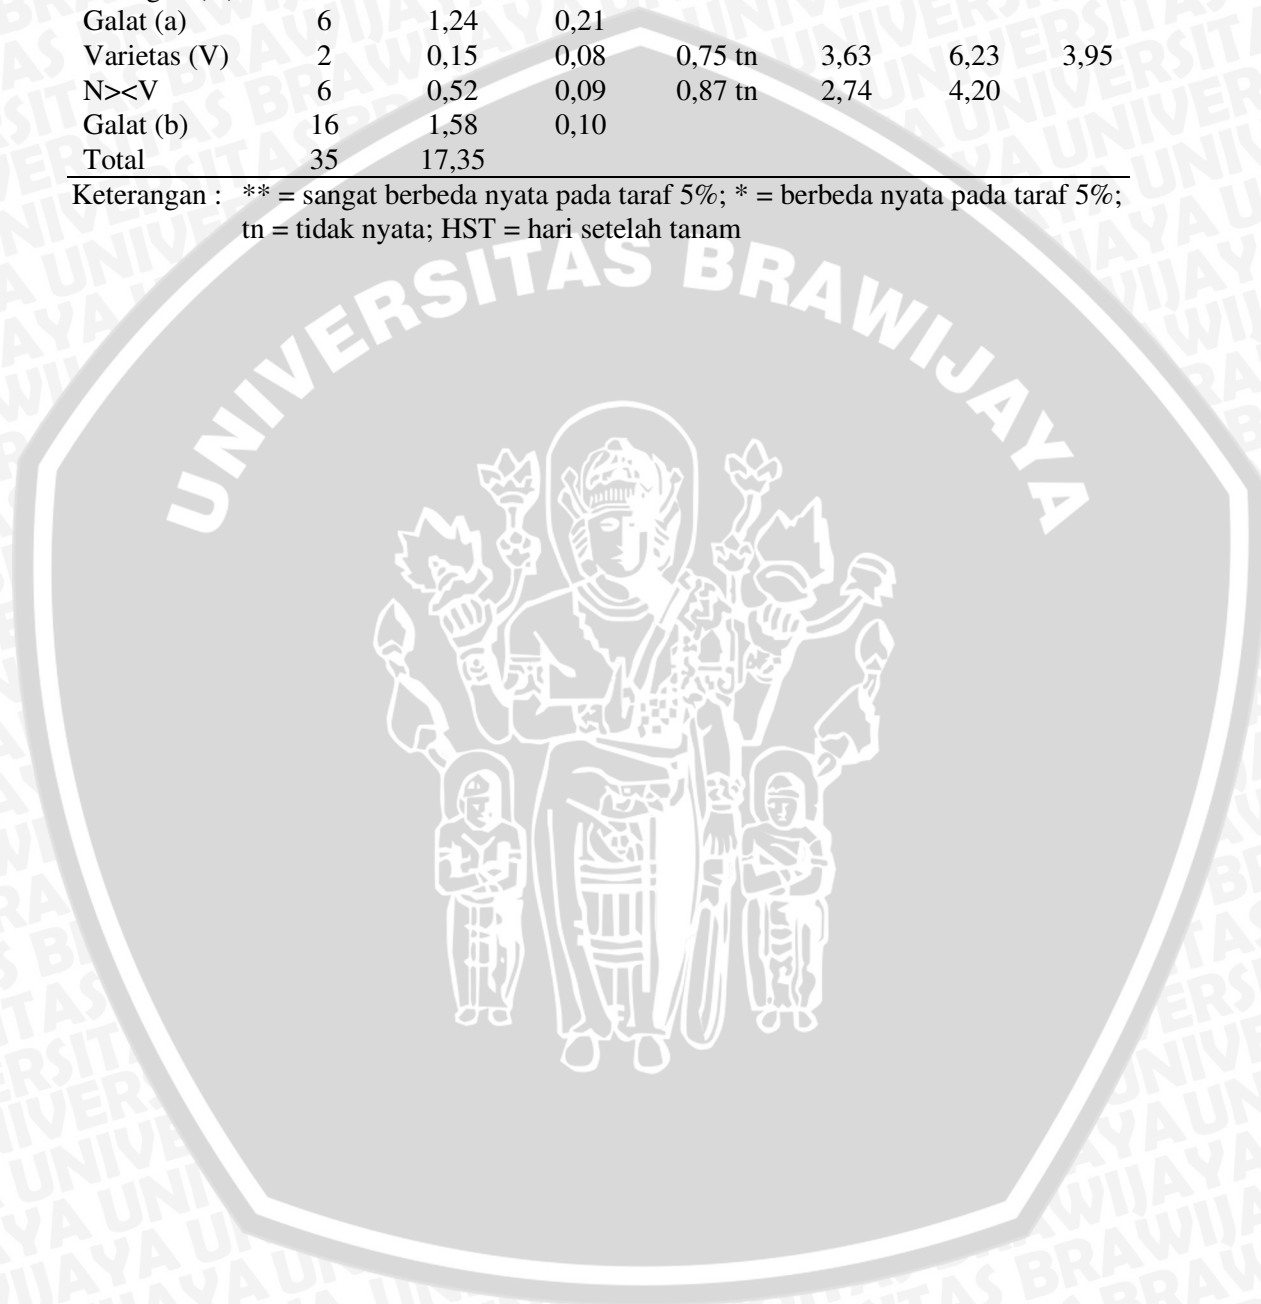 Galat (a) 6 1,24 0,21
Varietas (V) 2 0,15 0,08 0,75 tn 3,63 6,23 3,95
N><V 6 0,52 0,09 0,87 tn 2,74 4,20
Galat (b) 16 1,58 0,10
Total 35 17,35
Keterangan : ** = sangat berbeda nyata pada taraf 5%; * = berbeda nyata pada taraf 5%;
tn = tidak nyata; HST = hari setelah tanam
UNIVERSITAS BRAWIJAYA